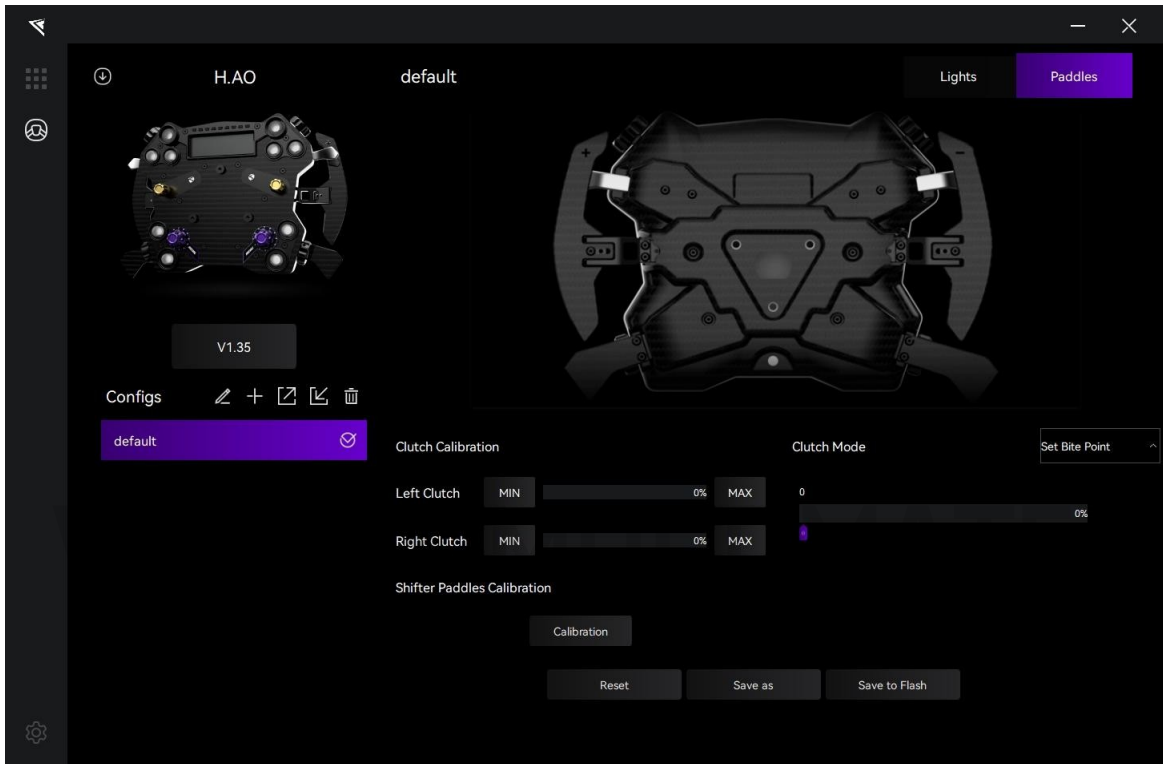 H.AO
default
Lights
Paddles
+
-
V1.35
Configs
default
Clutch Calibration
Clutch Mode
Set Bite Point
Left Clutch
MIN
0%
MAX
0
0%
Right Clutch
MIN
0%
MAX
Shifter Paddles Calibration
Calibration
Reset
Save as
Save to Flash